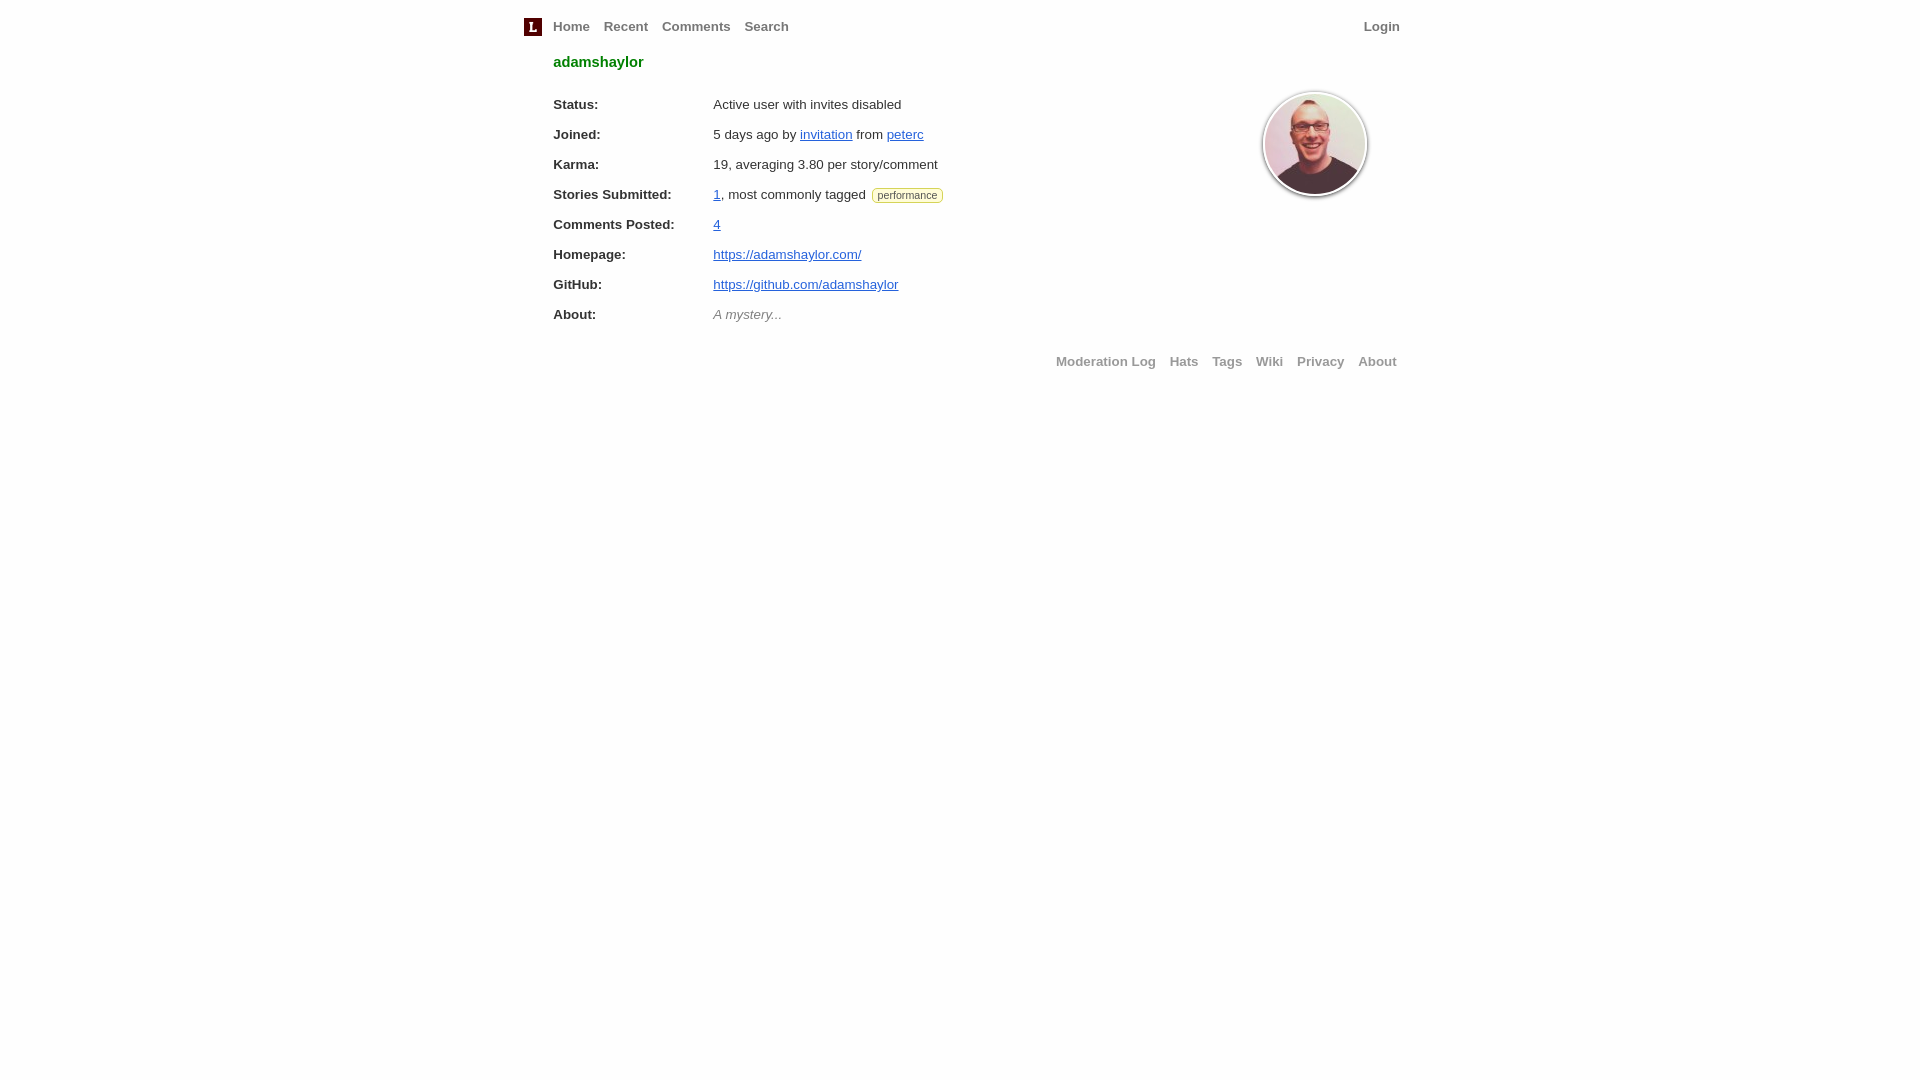 L Home Recent Comments Search Login
adamshaylor
Status: Active user with invites disabled
Joined: 5 days ago by invitation from peterc
Karma: 19, averaging 3.80 per story/comment
Stories Submitted: 1, most commonly tagged performance
Comments Posted: 4
Homepage: https://adamshaylor.com/
GitHub: https://github.com/adamshaylor
About: A mystery...
Moderation Log Hats Tags Wiki Privacy About